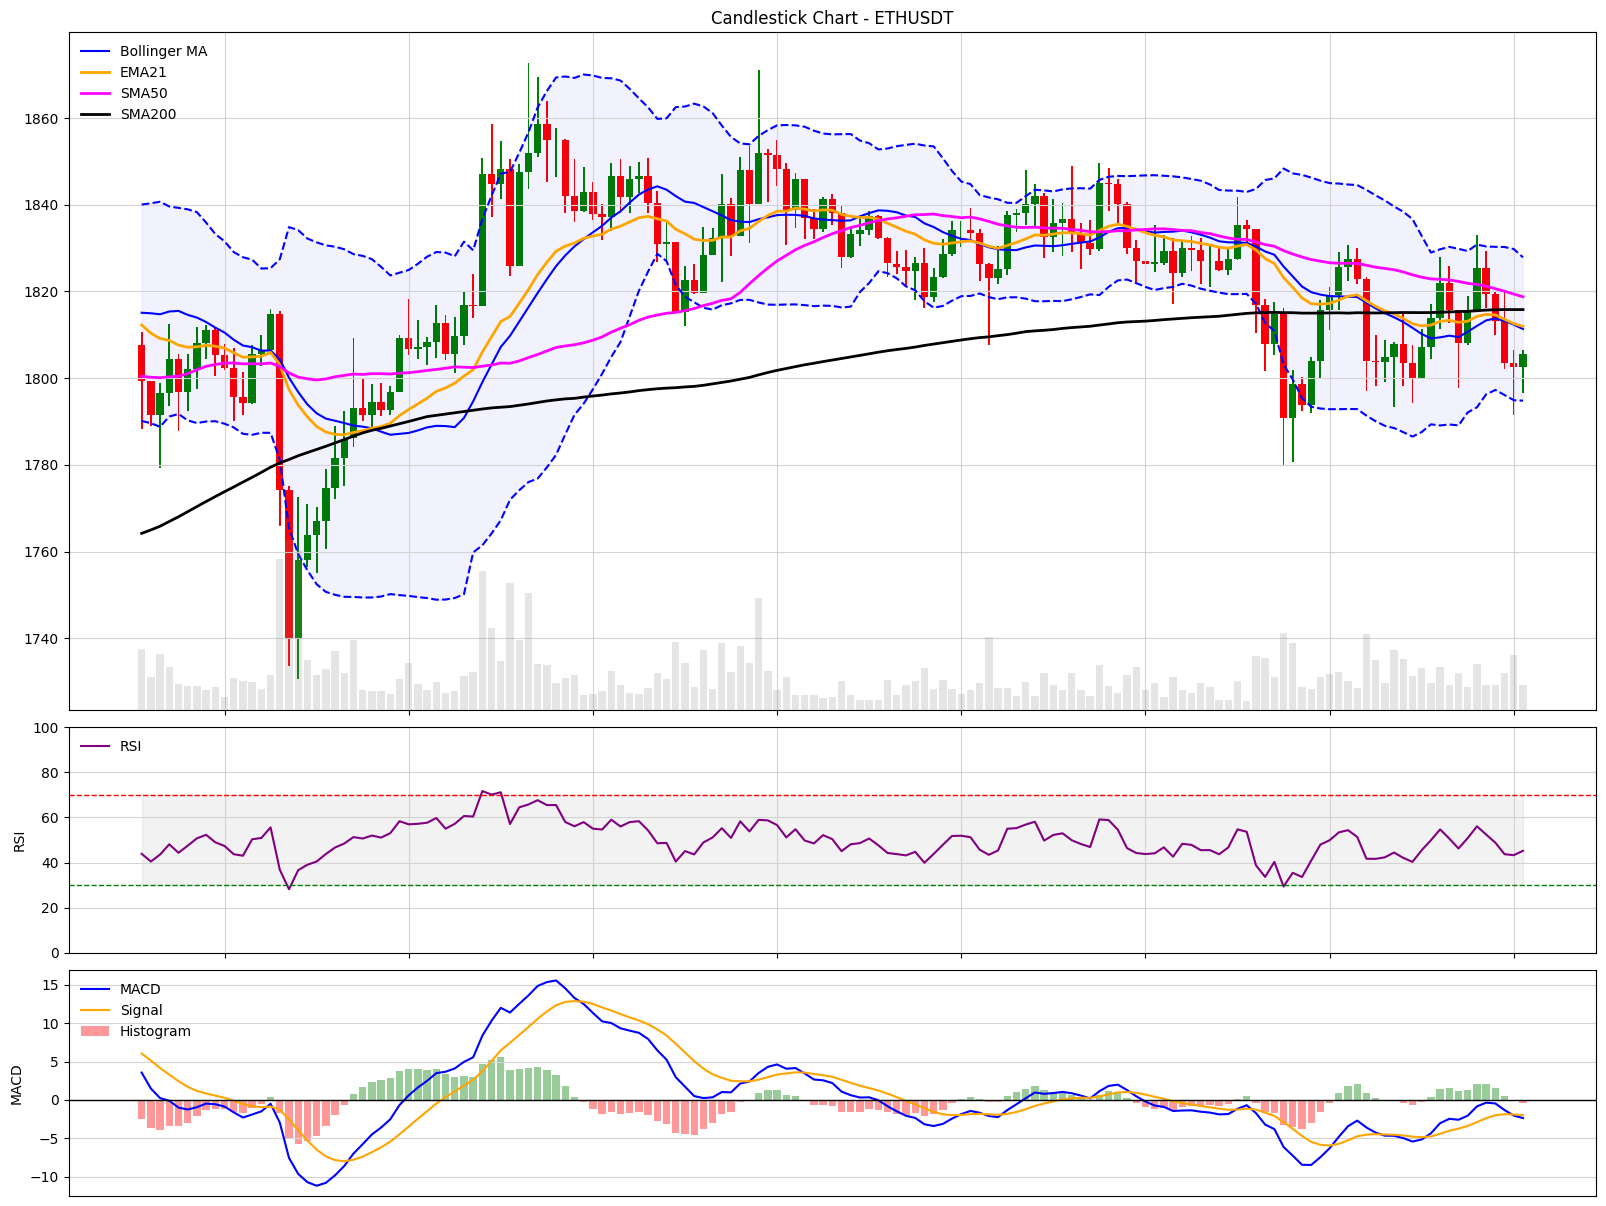 Candlestick Chart - ETHUSDT
Bollinger MA
EMA21
SMA50
SMA200
1860
1840
1820
1800
1780
1760
1740
RSI
100
80
60
40
20
0
RSI
MACD
Signal
Histogram
15
10
5
0
−5
−10
MACD